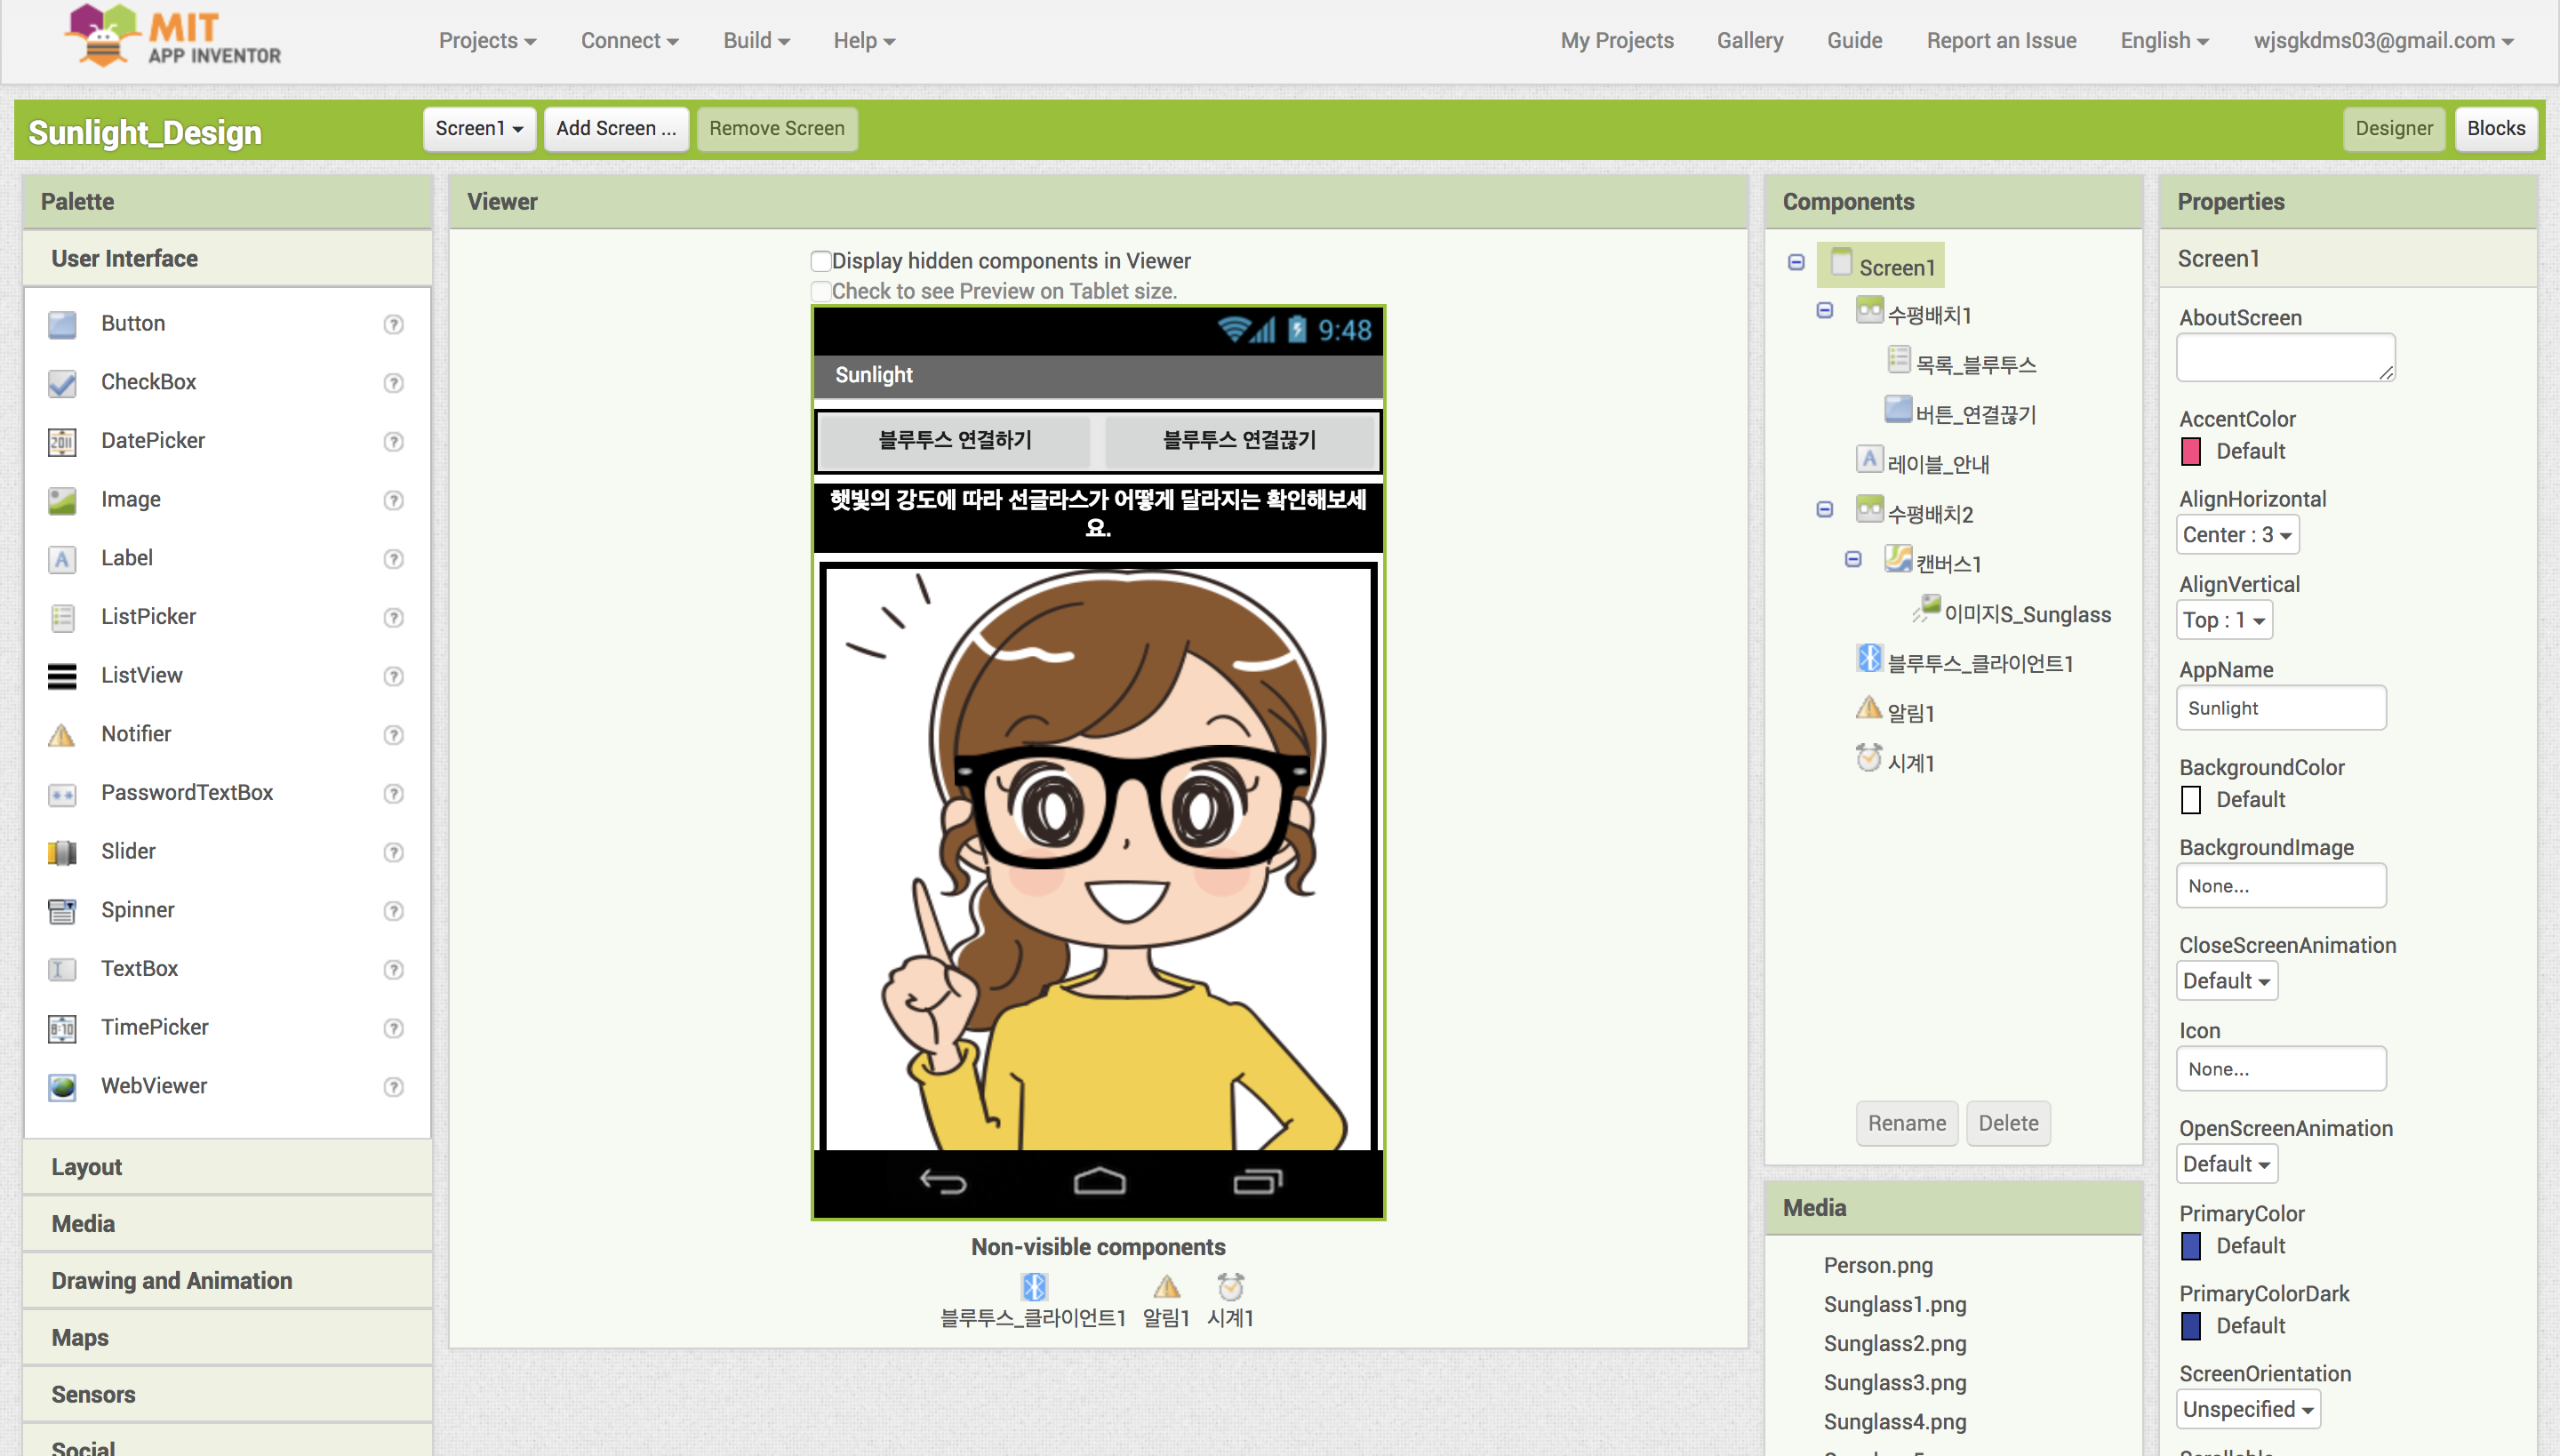 MIT
APP INVENTOR
Projects
Connect
Build
Help
My Projects
Gallery
Guide
Report an Issue
English
wjsgkdms03@gmail.com
Sunlight_Design
Screen1
Add Screen ...
Remove Screen
Designer
Blocks
Palette
User Interface
Button
CheckBox
DatePicker
Image
Label
ListPicker
ListView
Notifier
PasswordTextBox
Slider
Spinner
TextBox
TimePicker
WebViewer
Layout
Media
Drawing and Animation
Maps
Sensors
Social
Viewer
Display hidden components in Viewer
Check to see Preview on Tablet size.
9:48
Sunlight
블루투스 연결하기
블루투스 연결끊기
햇빛의 강도에 따라 선글라스가 어떻게 달라지는 확인해보세
요.
Non-visible components
블루투스_클라이언트1
알림1
시계1
Components
Screen1
수평배치1
목록_블루투스
버튼_연결끊기
레이블_안내
수평배치2
캔버스1
이미지S_Sunglass
블루투스_클라이언트1
알림1
시계1
Rename
Delete
Media
Person.png
Sunglass1.png
Sunglass2.png
Sunglass3.png
Sunglass4.png
Properties
Screen1
AboutScreen
AccentColor
Default
AlignHorizontal
Center : 3
AlignVertical
Top : 1
AppName
Sunlight
BackgroundColor
Default
BackgroundImage
None...
CloseScreenAnimation
Default
Icon
None...
OpenScreenAnimation
Default
PrimaryColor
Default
PrimaryColorDark
Default
ScreenOrientation
Unspecified